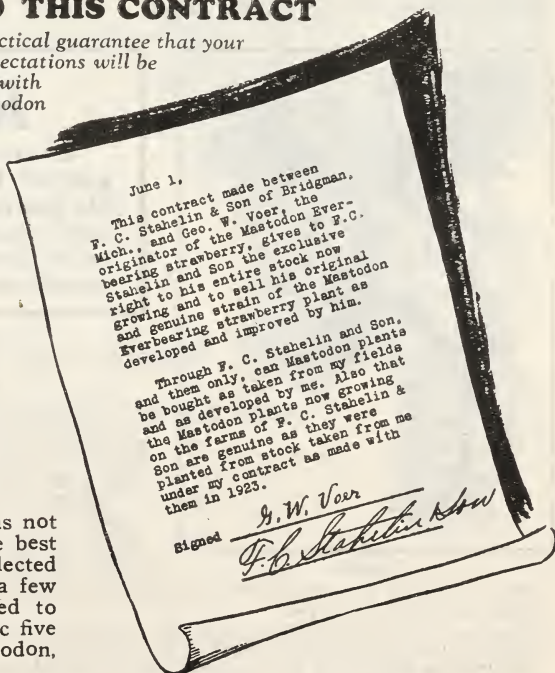 THIS CONTRACT
ctical guarantee that your
ectations will be
with
odon
June 1,
This contract made between
F. C. Stahelin & Son of Bridgman,
Mich., and Geo. W. Voer, the
originator of the Mastodon Ever-
bearing strawberry, gives to F.C.
Stahelin and Son the exclusive
right to his entire stock now
growing and to sell his original
and genuine strain of the Mastodon
Everbearing strawberry plant as
developed and improved by him.
Through F. C. Stahelin and Son,
and them only, can Mastodon plants
be bought as taken from my fields
and as developed by me. Also that
the Mastodon plants now growing
on the farms of F. C. Stahelin &
Son are genuine as they were
planted from stock taken from me
under my contract as made with
them in 1923.
G. W. Voer
Signed
F. C. Stahelin & Son
as not
e best
lected
a few
ed to
c five
odon,